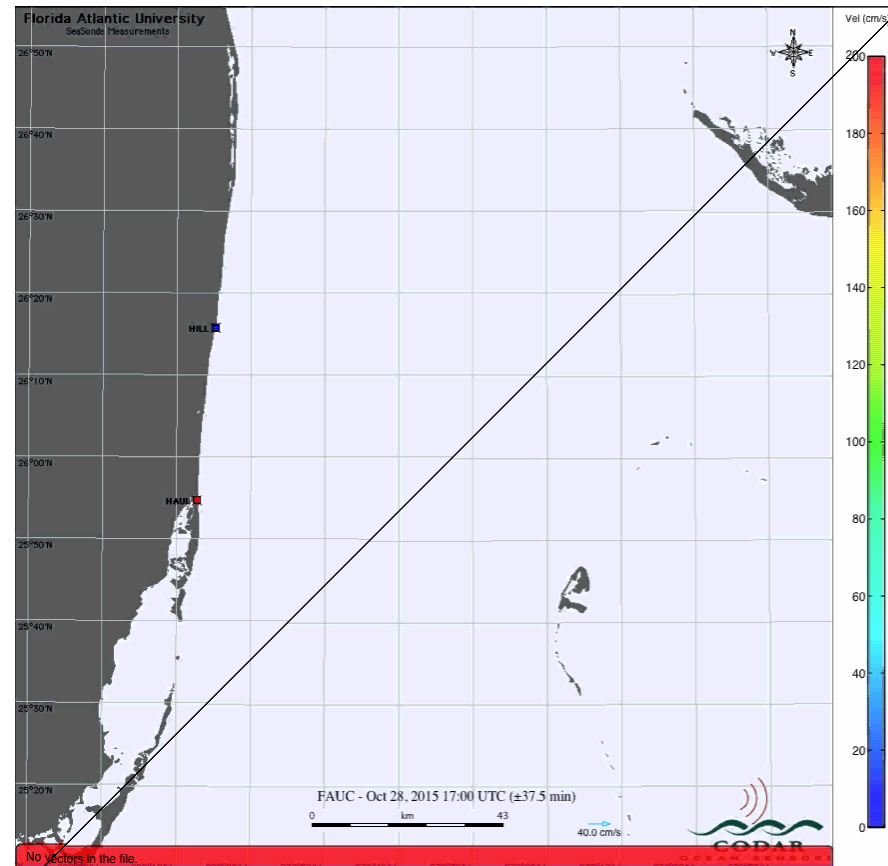 Florida Atlantic University
SeaSonde Measurements
Vel (cm/s)
N
W E
S
26°50'N
26°40'N
26°30'N
26°20'N
26°10'N
26°00'N
25°50'N
25°40'N
25°30'N
25°20'N
HILL
HAUL
200
180
160
140
120
100
80
60
40
20
0
FAUC - Oct 28, 2015 17:00 UTC (±37.5 min)
0 km 43
40.0 cm/s
CODAR
OCEAN SENSORS
No vectors in the file.